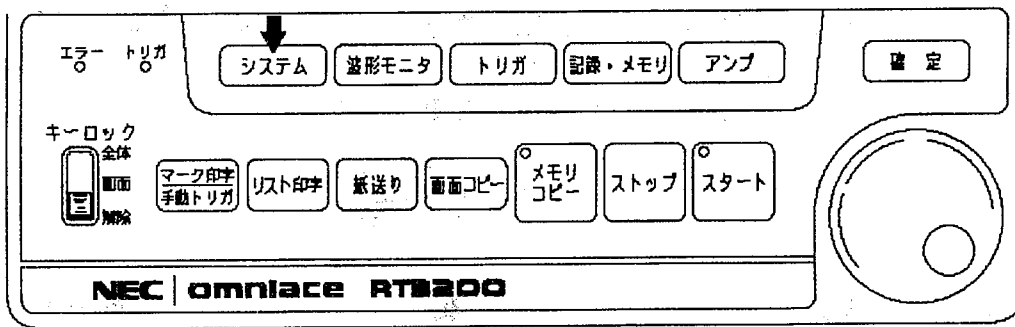 エラー トリガ
システム 波形モニタ トリガ 記録・メモリ アンプ 確定
キーロック
全体
画面
解除
マーク印字
手動トリガ
リスト印字 紙送り 画面コピー
メモリ
コピー
ストップ スタート
NEC omniace RT3200